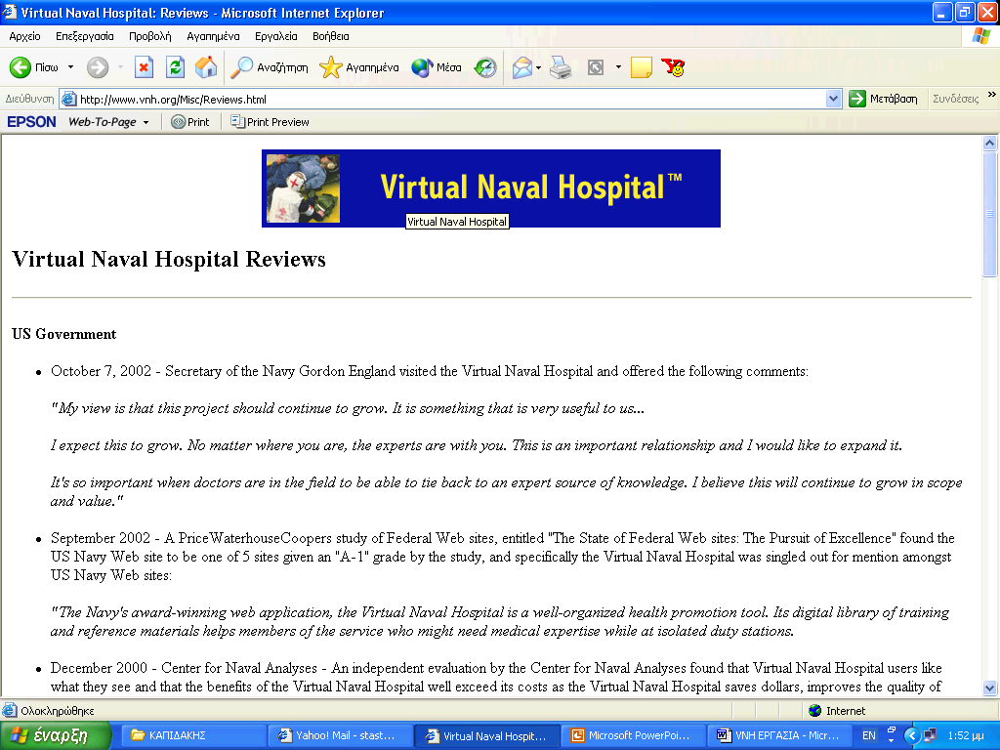 Virtual Naval Hospital: Reviews - Microsoft Internet Explorer
Αρχείο Επεξεργασία Προβολή Αγαπημένα Εργαλεία Βοήθεια
Πίσω Αναζήτηση Αγαπημένα Μέσα
Διεύθυνση http://www.vnh.org/Misc/Reviews.html Μετάβαση Συνδέσεις »
EPSON Web-To-Page Print Print Preview
Virtual Naval Hospital™
Virtual Naval Hospital
Virtual Naval Hospital Reviews
US Government
• October 7, 2002 - Secretary of the Navy Gordon England visited the Virtual Naval Hospital and offered the following comments:
"My view is that this project should continue to grow. It is something that is very useful to us...
I expect this to grow. No matter where you are, the experts are with you. This is an important relationship and I would like to expand it.
It's so important when doctors are in the field to be able to tie back to an expert source of knowledge. I believe this will continue to grow in scope
and value."
• September 2002 - A PriceWaterhouseCoopers study of Federal Web sites, entitled "The State of Federal Web sites: The Pursuit of Excellence" found the
US Navy Web site to be one of 5 sites given an "A-1" grade by the study, and specifically the Virtual Naval Hospital was singled out for mention amongst
US Navy Web sites:
"The Navy's award-winning web application, the Virtual Naval Hospital is a well-organized health promotion tool. Its digital library of training
and reference materials helps members of the service who might need medical expertise while at isolated duty stations.
• December 2000 - Center for Naval Analyses - An independent evaluation by the Center for Naval Analyses found that Virtual Naval Hospital users like
what they see and that the benefits of the Virtual Naval Hospital well exceed its costs as the Virtual Naval Hospital saves dollars, improves the quality of
Ολοκληρώθηκε Internet
έναρξη ΚΑΠΙΔΑΚΗΣ Yahoo! Mail - stast... Virtual Naval Hospit... Microsoft PowerPoi... VNH ΕΡΓΑΣΙΑ - Micr... EN 1:52 μμ